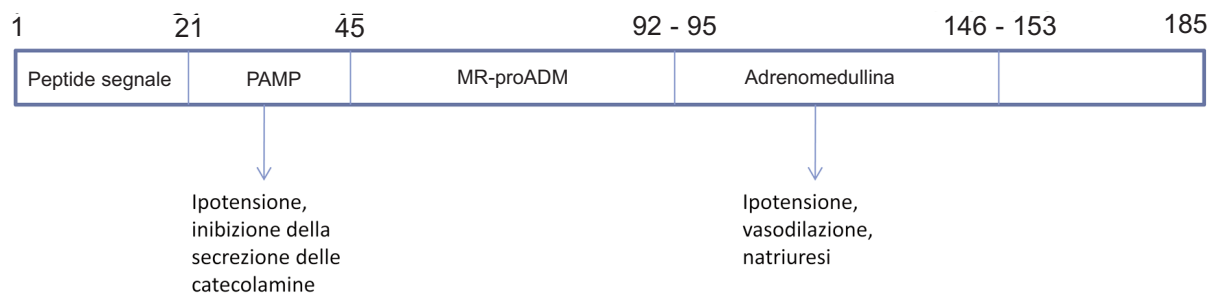 1 21 45 92 - 95 146 - 153 185
Peptide segnale PAMP MR-proADM Adrenomedullina
Ipotensione,
inibizione della
secrezione delle
catecolamine
Ipotensione,
vasodilazione,
natriuresi